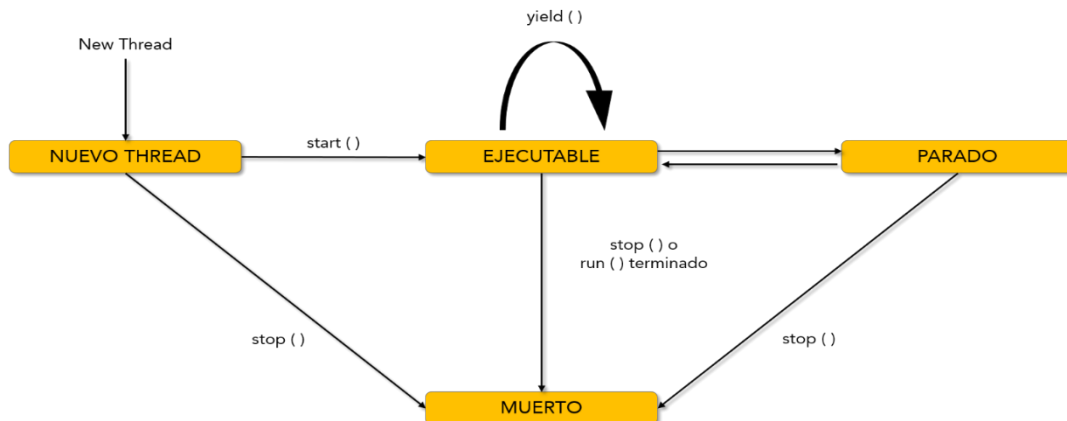 yield ( )
New Thread
NUEVO THREAD
start ( )
EJECUTABLE
PARADO
stop ( ) o
run ( ) terminado
stop ( )
stop ( )
MUERTO